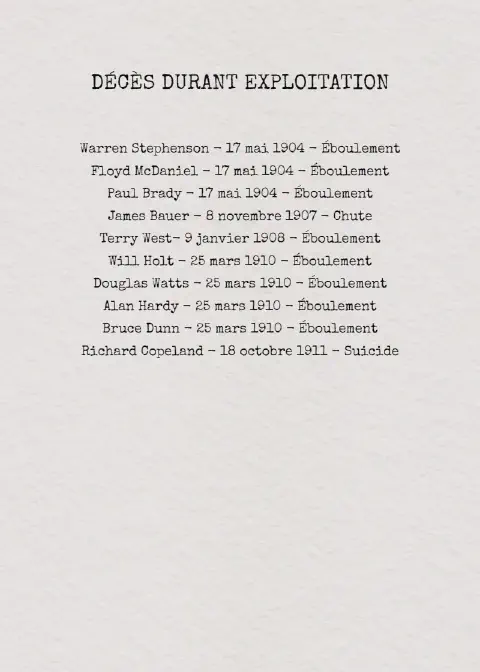 DÉCÈS DURANT EXPLOITATION
Warren Stephenson – 17 mai 1904 – Éboulement
Floyd McDaniel – 17 mai 1904 – Éboulement
Paul Brady – 17 mai 1904 – Éboulement
James Bauer – 8 novembre 1907 – Chute
Terry West– 9 janvier 1908 – Éboulement
Will Holt – 25 mars 1910 – Éboulement
Douglas Watts – 25 mars 1910 – Éboulement
Alan Hardy – 25 mars 1910 – Éboulement
Bruce Dunn – 25 mars 1910 – Éboulement
Richard Copeland – 18 octobre 1911 – Suicide